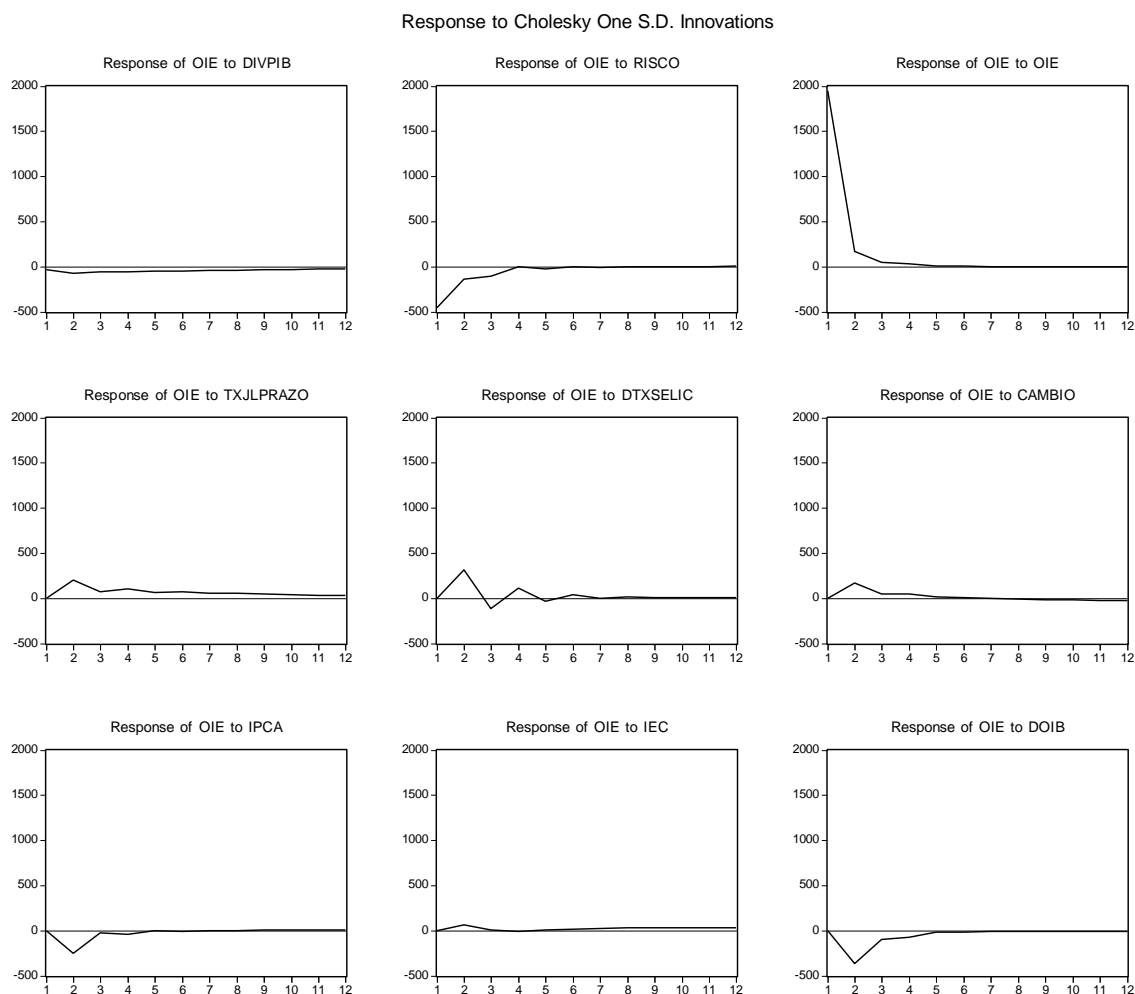 Response to Cholesky One S.D. Innovations
Response of OIE to DIVPIB
2000
1500
1000
500
0
-500
1 2 3 4 5 6 7 8 9 10 11 12
Response of OIE to RISCO
2000
1500
1000
500
0
-500
1 2 3 4 5 6 7 8 9 10 11 12
Response of OIE to OIE
2000
1500
1000
500
0
-500
1 2 3 4 5 6 7 8 9 10 11 12
Response of OIE to TXJLPRAZO
2000
1500
1000
500
0
-500
1 2 3 4 5 6 7 8 9 10 11 12
Response of OIE to DTXSELIC
2000
1500
1000
500
0
-500
1 2 3 4 5 6 7 8 9 10 11 12
Response of OIE to CAMBIO
2000
1500
1000
500
0
-500
1 2 3 4 5 6 7 8 9 10 11 12
Response of OIE to IPCA
2000
1500
1000
500
0
-500
1 2 3 4 5 6 7 8 9 10 11 12
Response of OIE to IEC
2000
1500
1000
500
0
-500
1 2 3 4 5 6 7 8 9 10 11 12
Response of OIE to DOIB
2000
1500
1000
500
0
-500
1 2 3 4 5 6 7 8 9 10 11 12